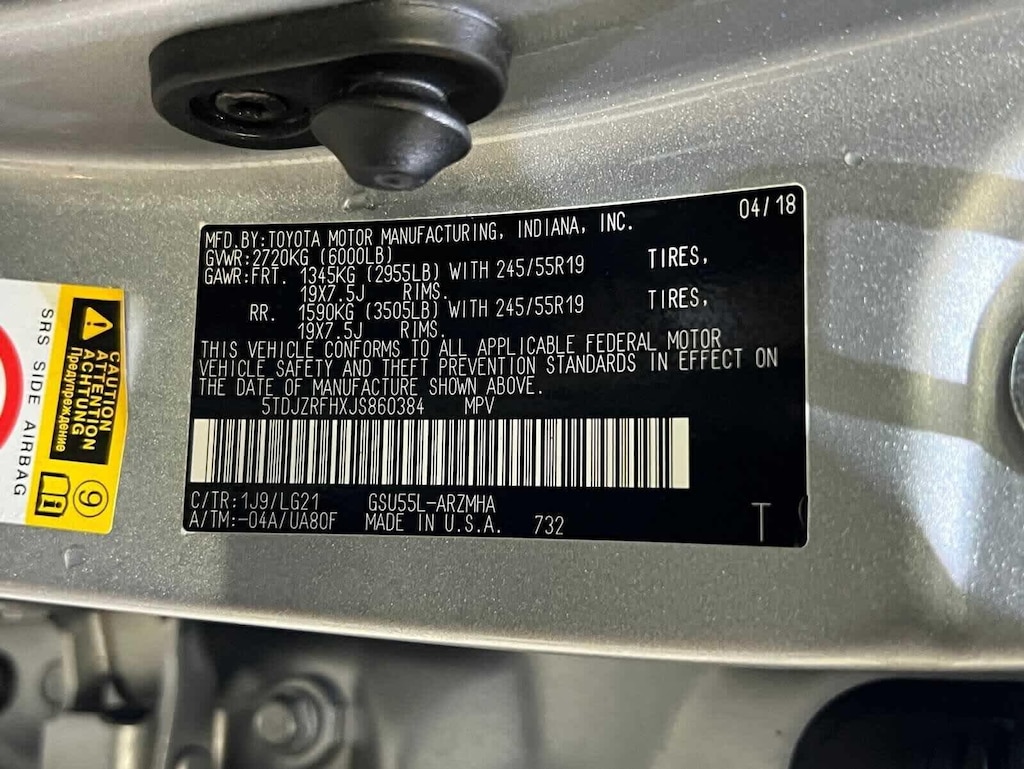 04/18
MFD.BY:TOYOTA MOTOR MANUFACTURING, INDIANA, INC.
GVWR:2720KG (6000LB)
GAWR:FRT. 1345KG (2955LB) WITH 245/55R19 TIRES,
19X7.5J RIMS.
RR. 1590KG (3505LB) WITH 245/55R19 TIRES,
19X7.5J RIMS.
THIS VEHICLE CONFORMS TO ALL APPLICABLE FEDERAL MOTOR
VEHICLE SAFETY AND THEFT PREVENTION STANDARDS IN EFFECT ON
THE DATE OF MANUFACTURE SHOWN ABOVE.
5TDJZRFHXJS860384 MPV
C/TR:1J9/LG21 GSU55L-ARZMHA
A/TM:-04A/UA80F MADE IN U.S.A. 732
T
SRS SIDE AIRBAG
CAUTION
ATTENTION
ACHTUNG
Предупреждение
9